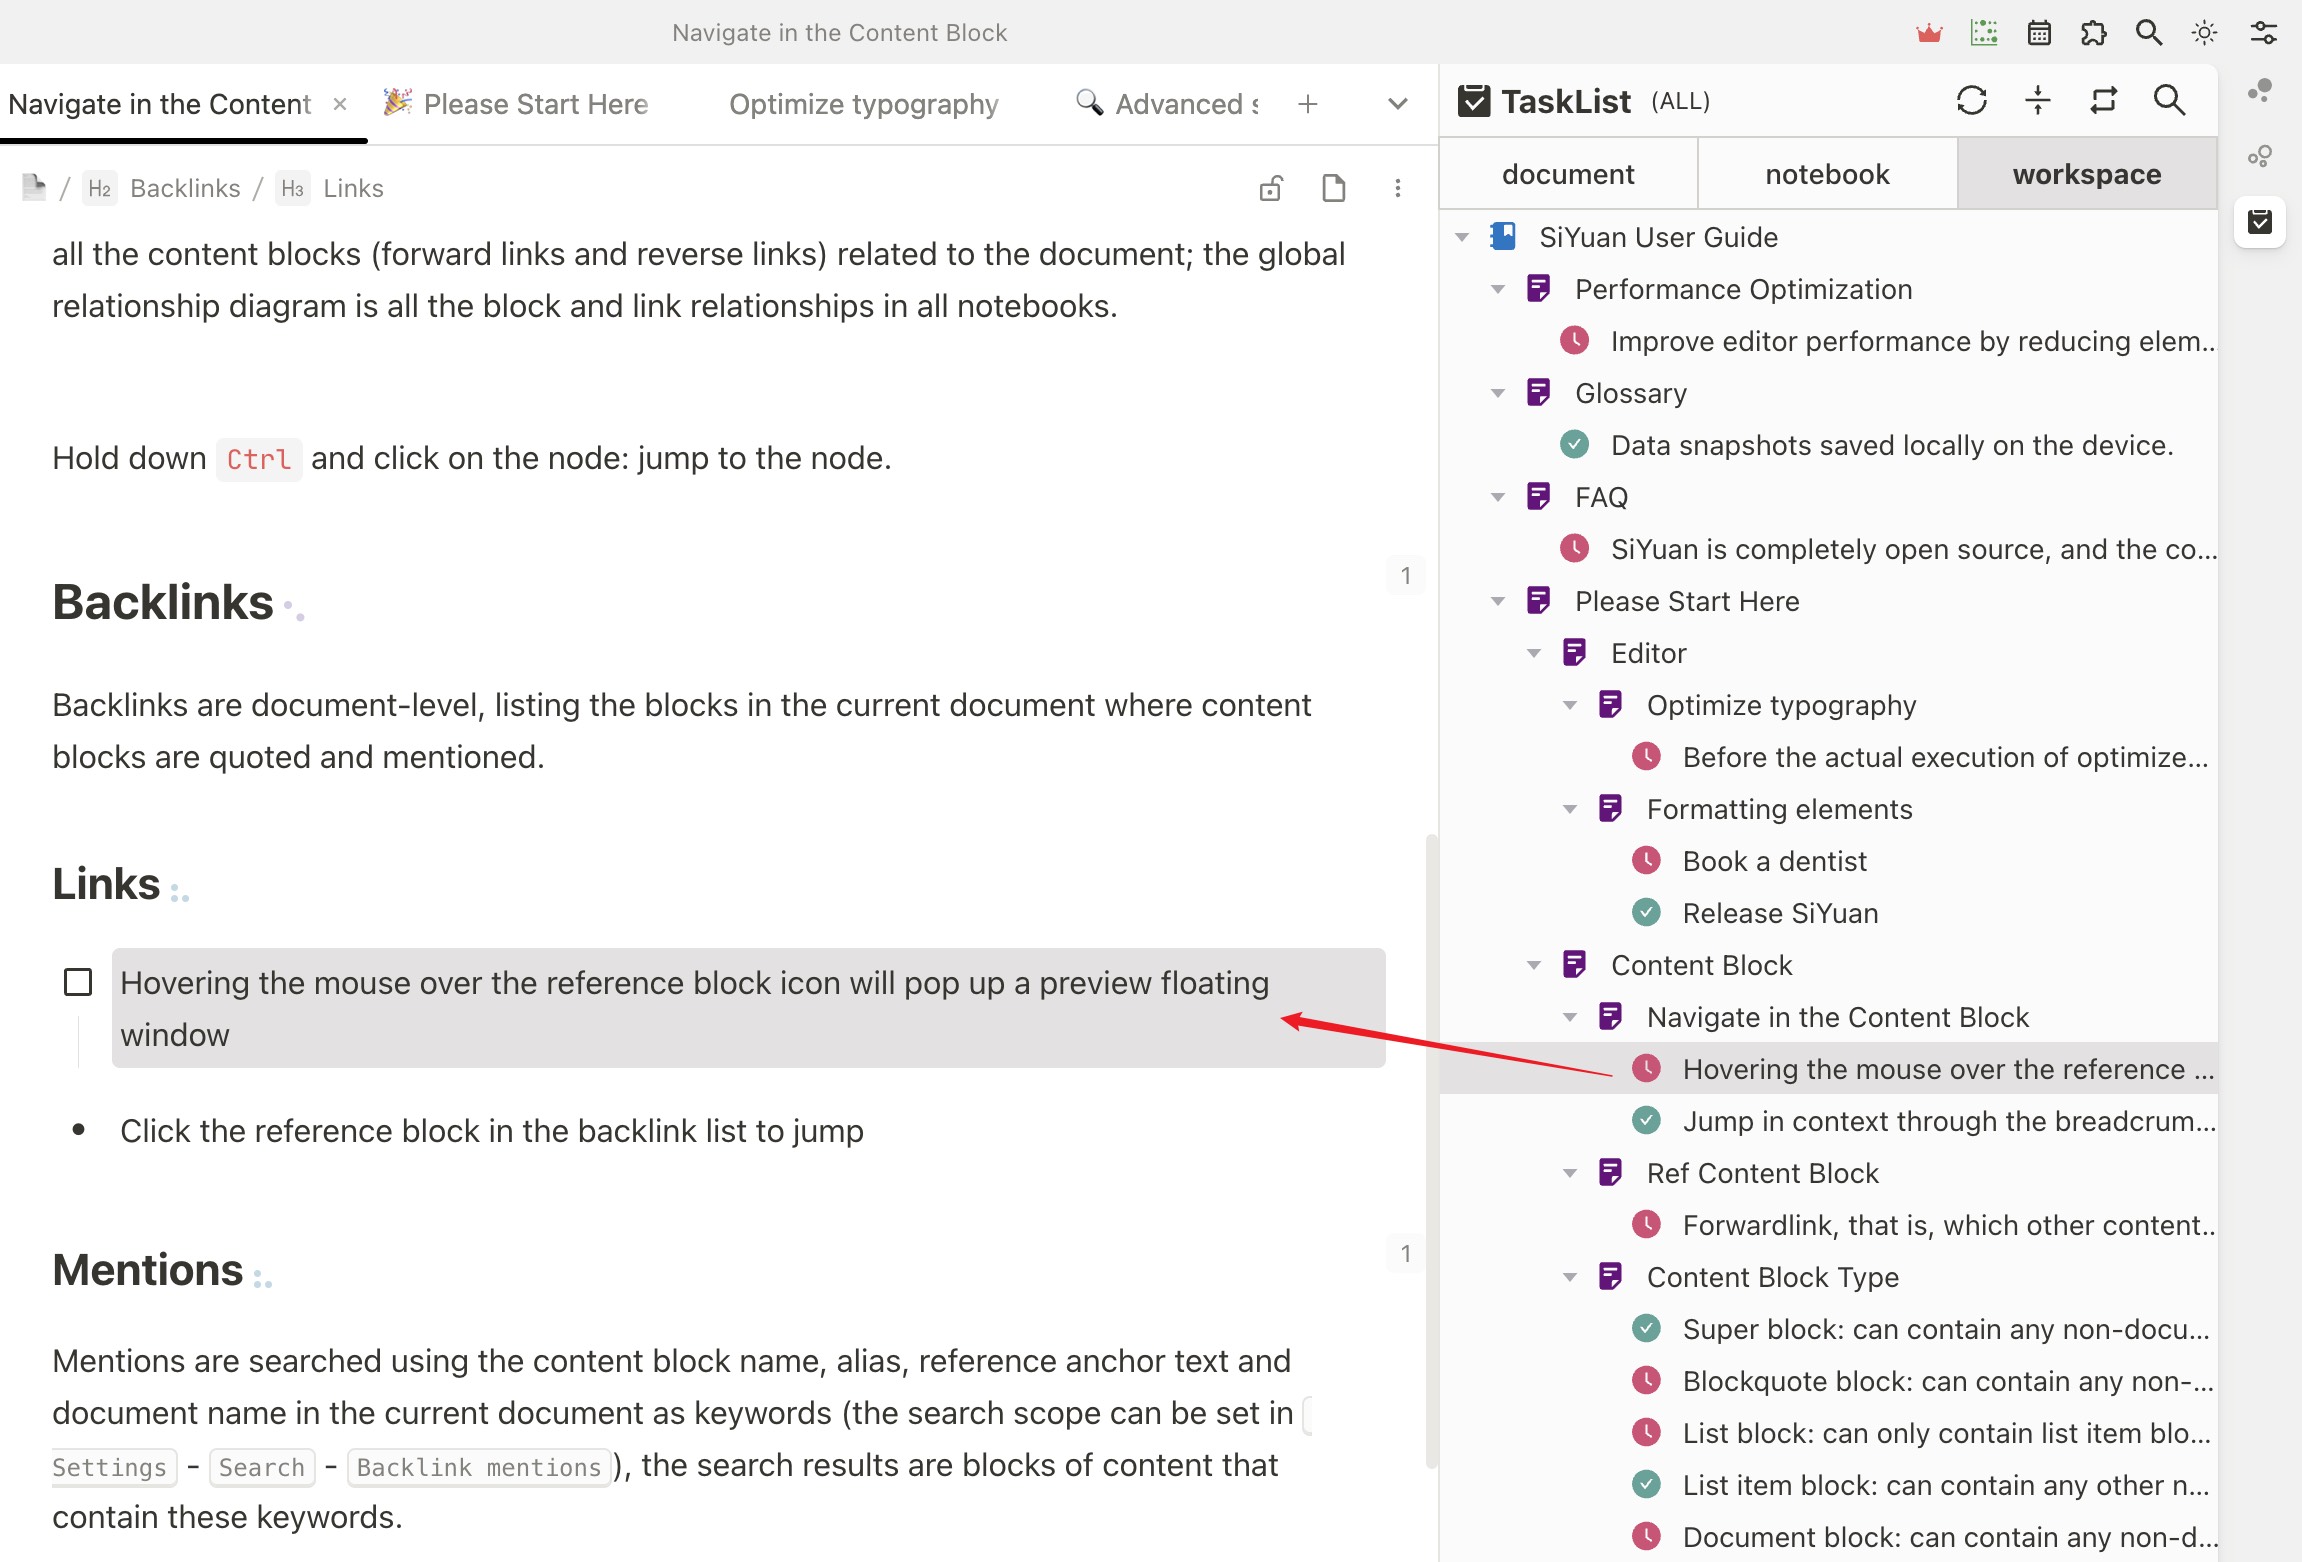 Navigate in the Content Block
Navigate in the Content ×
Please Start Here
Optimize typography
Advanced s
/ H2 Backlinks / H3 Links
all the content blocks (forward links and reverse links) related to the document; the global
relationship diagram is all the block and link relationships in all notebooks.
Hold down Ctrl and click on the node: jump to the node.
1
Backlinks
Backlinks are document-level, listing the blocks in the current document where content
blocks are quoted and mentioned.
Links
Hovering the mouse over the reference block icon will pop up a preview floating
window
• Click the reference block in the backlink list to jump
1
Mentions
Mentions are searched using the content block name, alias, reference anchor text and
document name in the current document as keywords (the search scope can be set in
Settings - Search - Backlink mentions), the search results are blocks of content that
contain these keywords.
TaskList (ALL)
document
notebook
workspace
SiYuan User Guide
Performance Optimization
Improve editor performance by reducing elem...
Glossary
Data snapshots saved locally on the device.
FAQ
SiYuan is completely open source, and the co...
Please Start Here
Editor
Optimize typography
Before the actual execution of optimize...
Formatting elements
Book a dentist
Release SiYuan
Content Block
Navigate in the Content Block
Hovering the mouse over the reference ...
Jump in context through the breadcrum...
Ref Content Block
Forwardlink, that is, which other content...
Content Block Type
Super block: can contain any non-docu...
Blockquote block: can contain any non-...
List block: can only contain list item blo...
List item block: can contain any other n...
Document block: can contain any non-d...